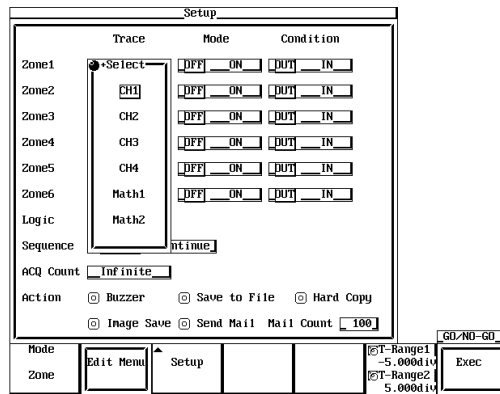 Setup
Trace Mode Condition
Zone1 Select OFF ON OUT IN
Zone2 CH1 OFF ON OUT IN
Zone3 CH2 OFF ON OUT IN
Zone4 CH3 OFF ON OUT IN
Zone5 CH4 OFF ON OUT IN
Zone6 Math1 OFF ON OUT IN
Logic Math2
Sequence ntinue
ACQ Count Infinite
Action Buzzer Save to File Hard Copy
Image Save Send Mail Mail Count 100
GO/NO-GO
Mode
Zone
Edit Menu
Setup
T-Range1
-5.000div
T-Range2
5.000div
Exec